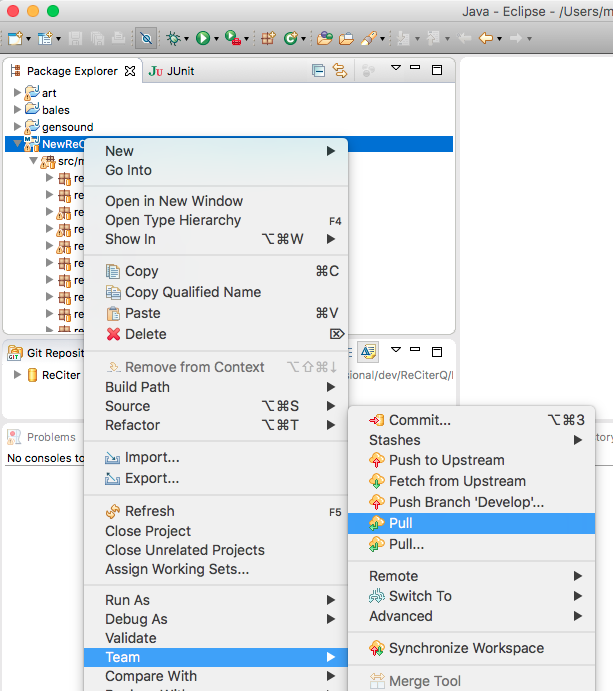 Java - Eclipse - /Users/m
Package Explorer
JUnit
art
bales
gensound
NewReC
src/m
re
re
re
re
re
re
re
re
re
Git Reposit
ReCiter
sional/dev/ReCiterQ/
Problems
tory
No consoles to
New
Go Into
Open in New Window
Open Type Hierarchy F4
Show In ⌥⌘W
Copy ⌘C
Copy Qualified Name
Paste ⌘V
Delete ⌦
Remove from Context ⌥⇧⌘↓
Build Path
Source ⌥⌘S
Refactor ⌥⌘T
Import...
Export...
Refresh F5
Close Project
Close Unrelated Projects
Assign Working Sets...
Run As
Debug As
Validate
Team
Compare With
Commit... ⌥⌘3
Stashes
Push to Upstream
Fetch from Upstream
Push Branch 'Develop'...
Pull
Pull...
Remote
Switch To
Advanced
Synchronize Workspace
Merge Tool